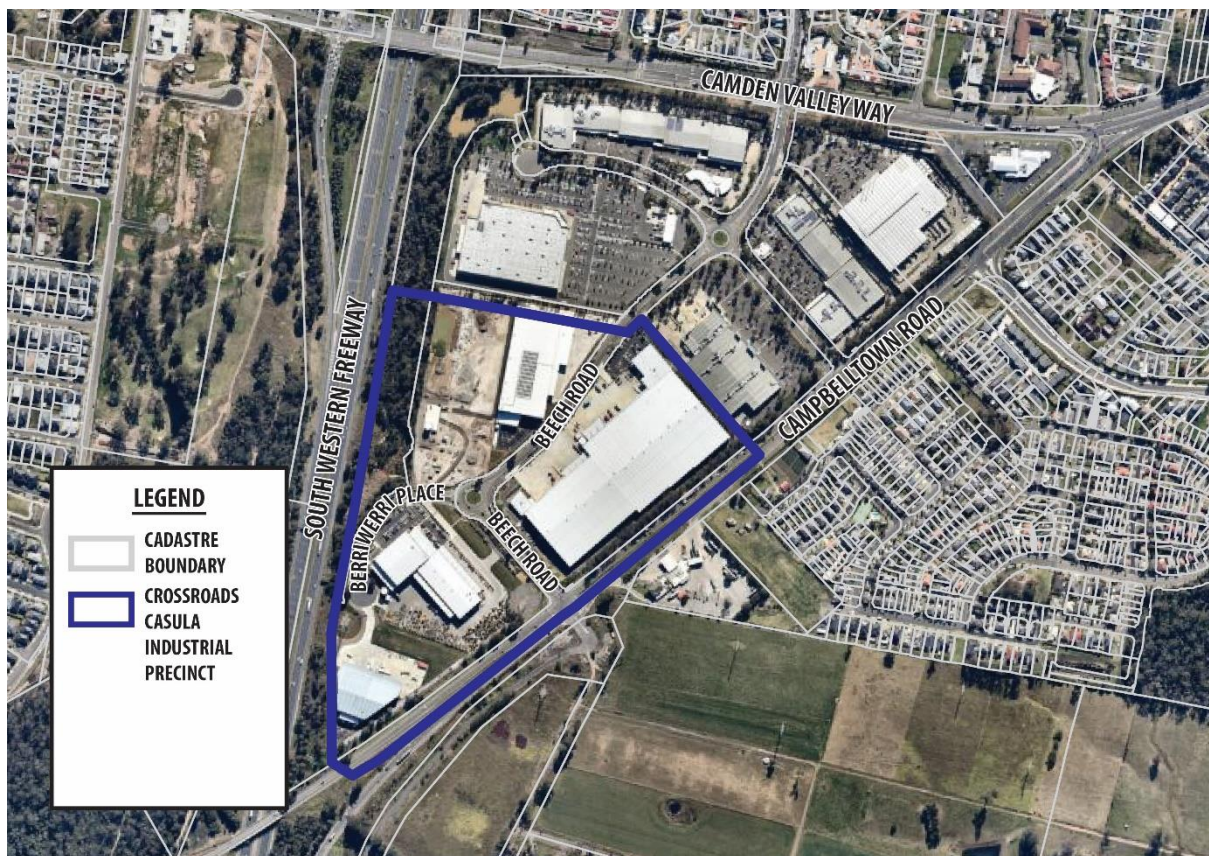 CAMDEN VALLEY WAY
SOUTH WESTERN FREEWAY
CAMPBELLTOWN ROAD
BEECH ROAD
BERRIWERRI PLACE
BEECH ROAD
LEGEND
CADASTRE
BOUNDARY
CROSSROADS
CASULA
INDUSTRIAL
PRECINCT